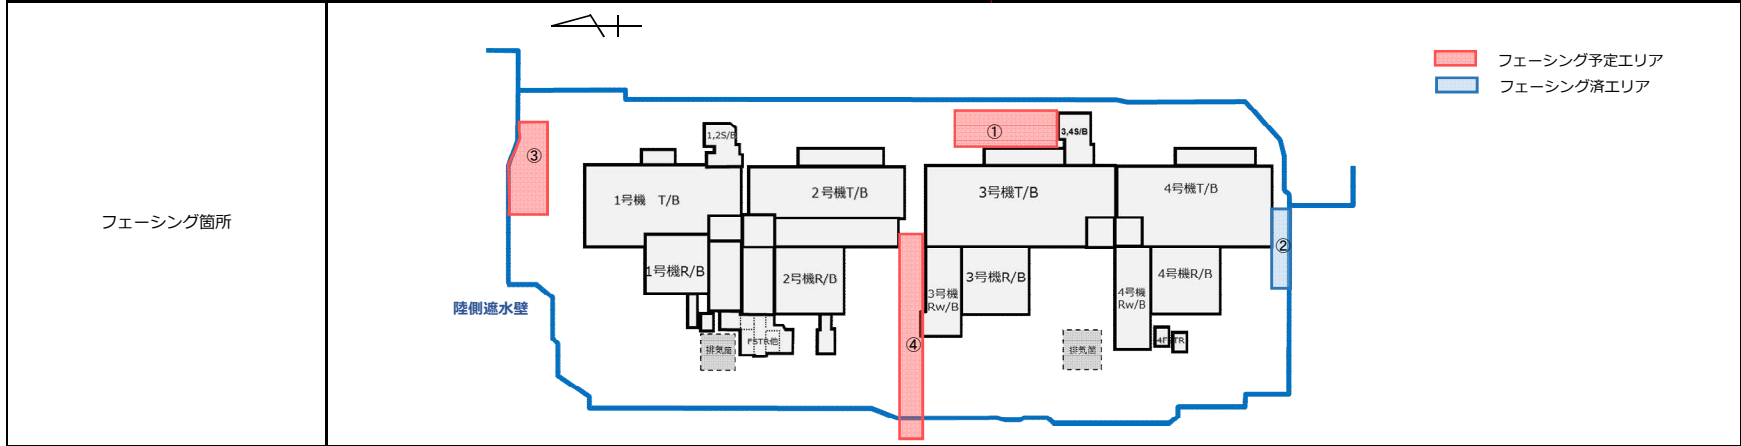 フェーシング箇所
フェーシング予定エリア
フェーシング済エリア
①
②
③
④
1,2S/B
3,4S/B
1号機 T/B
2号機T/B
3号機T/B
4号機T/B
1号機R/B
2号機R/B
3号機
Rw/B
3号機R/B
4号機
Rw/B
4号機R/B
陸側遮水壁
排気筒
FSTR他
排気筒